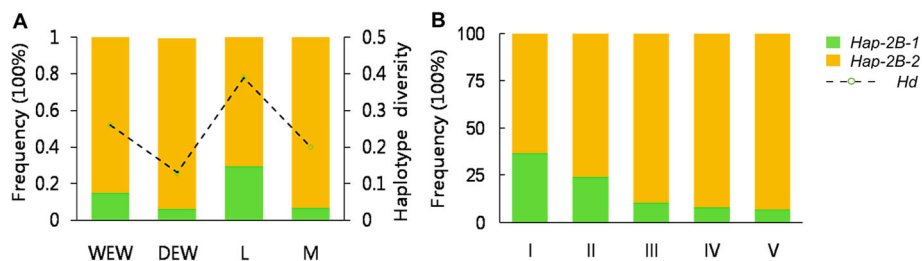 A
Frequency (100%)
1
0.8
0.6
0.4
0.2
0
WEW DEW L M
0.5
0.4
0.3
0.2
0.1
0
Haplotype diversity
B
Frequency (100%)
100
75
50
25
0
I II III IV V
Hap-2B-1
Hap-2B-2
Hd